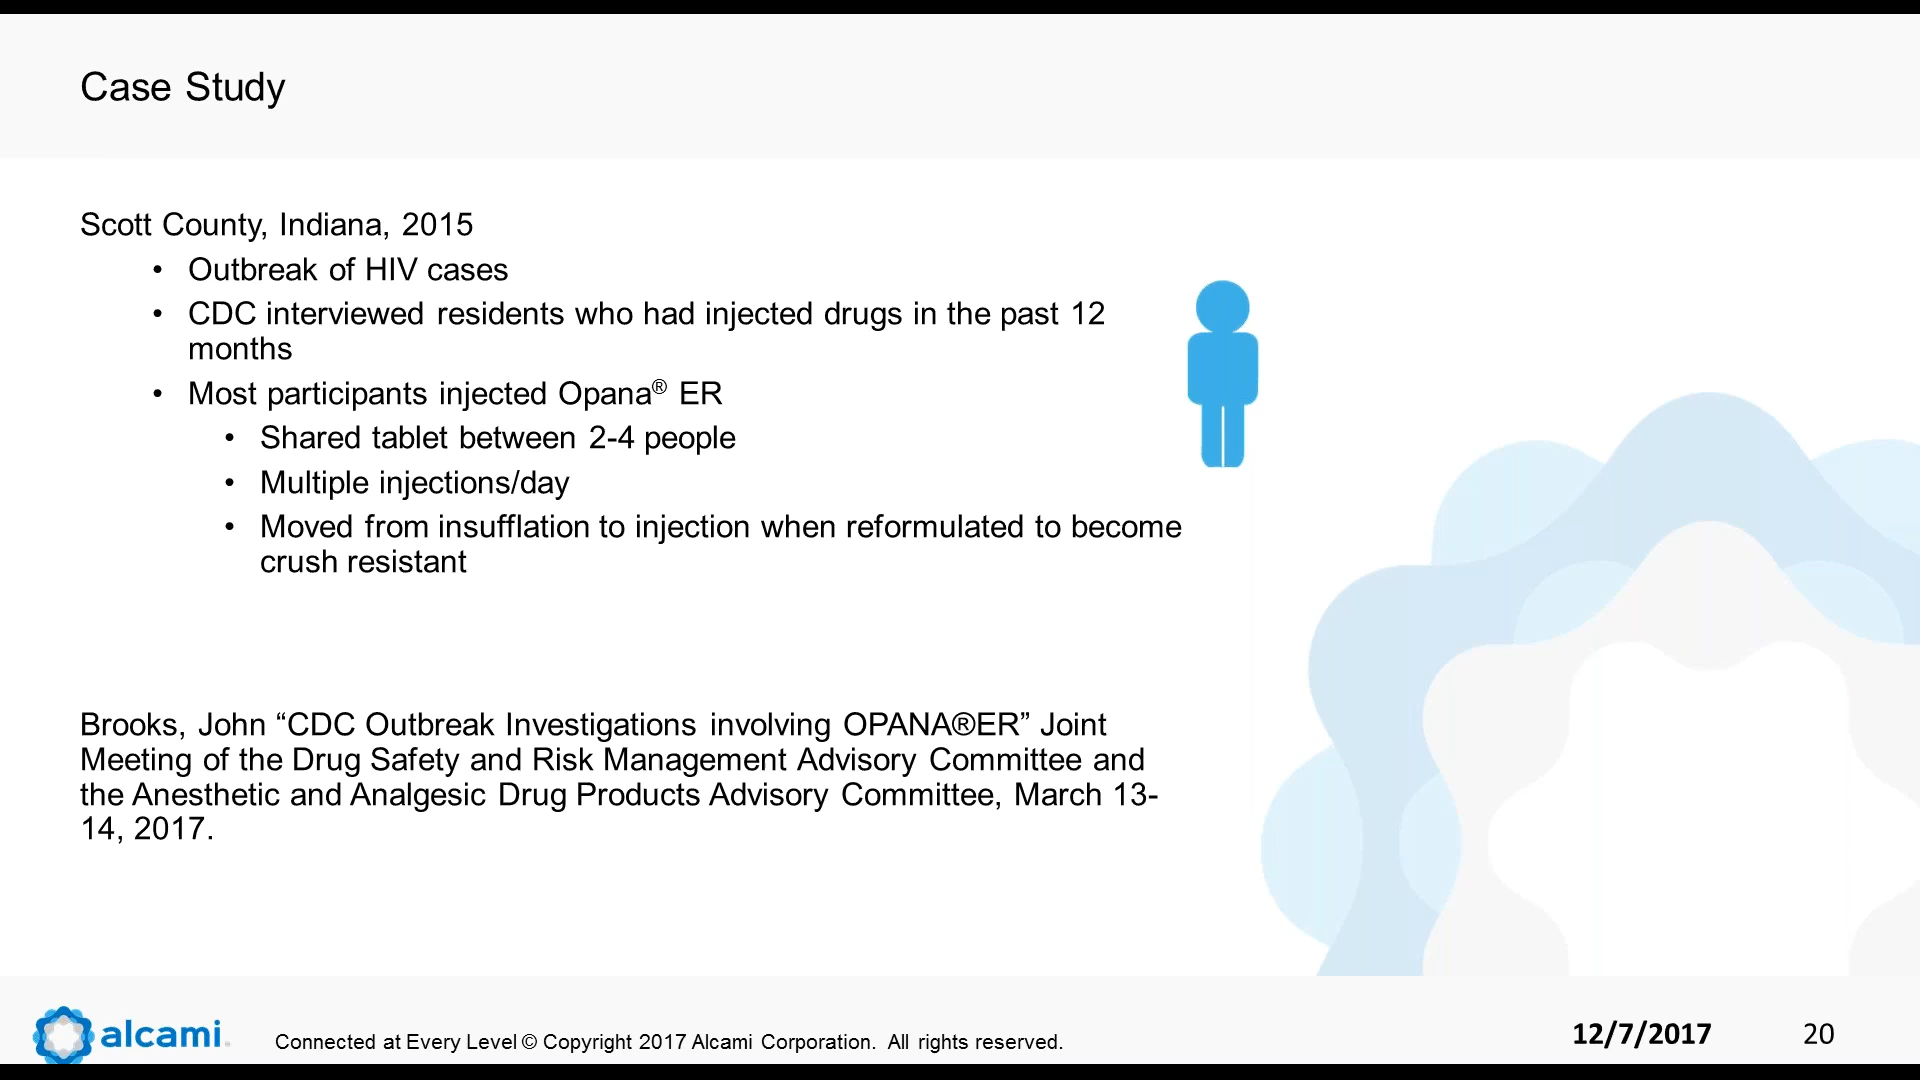 Case Study
Scott County, Indiana, 2015
• Outbreak of HIV cases
• CDC interviewed residents who had injected drugs in the past 12
months
• Most participants injected Opana® ER
• Shared tablet between 2-4 people
• Multiple injections/day
• Moved from insufflation to injection when reformulated to become
crush resistant
Brooks, John “CDC Outbreak Investigations involving OPANA®ER” Joint
Meeting of the Drug Safety and Risk Management Advisory Committee and
the Anesthetic and Analgesic Drug Products Advisory Committee, March 13-
14, 2017.
alcami
Connected at Every Level © Copyright 2017 Alcami Corporation. All rights reserved.
12/7/2017
20